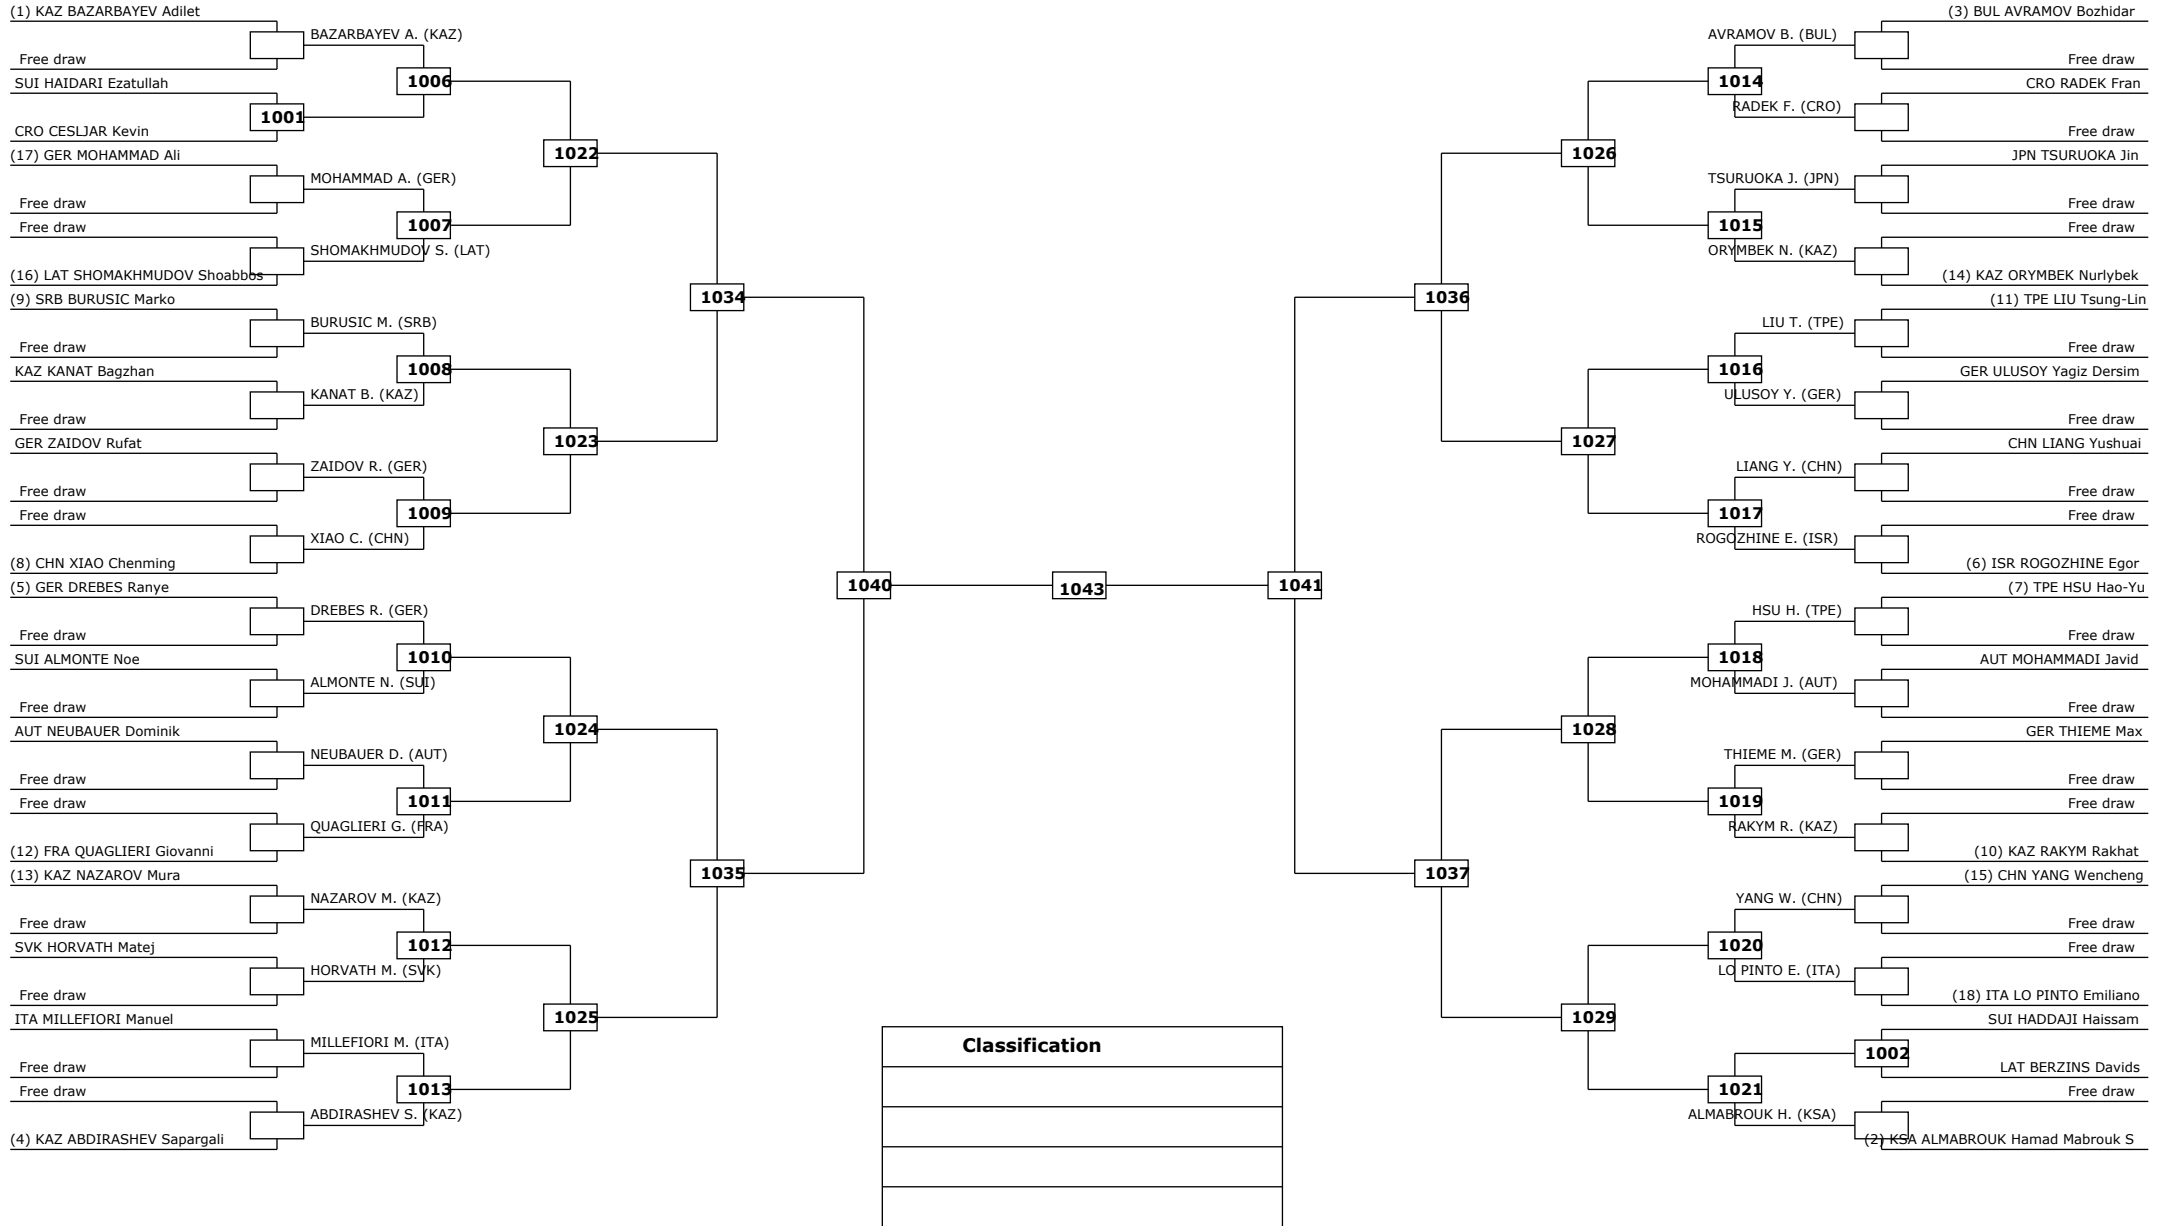 (1) KAZ BAZARBAYEV Adilet
BAZARBAYEV A. (KAZ)
Free draw
1006
SUI HAIDARI Ezatullah
1001
CRO CESLJAR Kevin
1022
(17) GER MOHAMMAD Ali
MOHAMMAD A. (GER)
Free draw
1007
Free draw
SHOMAKHMUDOV S. (LAT)
(16) LAT SHOMAKHMUDOV Shoabbos
1034
(9) SRB BURUSIC Marko
BURUSIC M. (SRB)
Free draw
1008
KAZ KANAT Bagzhan
KANAT B. (KAZ)
Free draw
1023
GER ZAIDOV Rufat
ZAIDOV R. (GER)
Free draw
1009
Free draw
XIAO C. (CHN)
(8) CHN XIAO Chenming
1040
(5) GER DREBES Ranye
DREBES R. (GER)
Free draw
1010
SUI ALMONTE Noe
ALMONTE N. (SUI)
Free draw
1024
AUT NEUBAUER Dominik
NEUBAUER D. (AUT)
Free draw
1011
Free draw
QUAGLIERI G. (FRA)
(12) FRA QUAGLIERI Giovanni
1035
(13) KAZ NAZAROV Mura
NAZAROV M. (KAZ)
Free draw
1012
SVK HORVATH Matej
HORVATH M. (SVK)
Free draw
1025
ITA MILLEFIORI Manuel
MILLEFIORI M. (ITA)
Free draw
1013
Free draw
ABDIRASHEV S. (KAZ)
(4) KAZ ABDIRASHEV Sapargali
1043
(3) BUL AVRAMOV Bozhidar
AVRAMOV B. (BUL)
Free draw
1014
CRO RADEK Fran
RADEK F. (CRO)
Free draw
1026
JPN TSURUOKA Jin
TSURUOKA J. (JPN)
Free draw
1015
Free draw
ORYMBEK N. (KAZ)
(14) KAZ ORYMBEK Nurlybek
1036
(11) TPE LIU Tsung-Lin
LIU T. (TPE)
Free draw
1016
GER ULUSOY Yagiz Dersim
ULUSOY Y. (GER)
Free draw
1027
CHN LIANG Yushuai
LIANG Y. (CHN)
Free draw
1017
Free draw
ROGOZHINE E. (ISR)
(6) ISR ROGOZHINE Egor
1041
(7) TPE HSU Hao-Yu
HSU H. (TPE)
Free draw
1018
AUT MOHAMMADI Javid
MOHAMMADI J. (AUT)
Free draw
1028
GER THIEME Max
THIEME M. (GER)
Free draw
1019
Free draw
RAKYM R. (KAZ)
(10) KAZ RAKYM Rakhat
1037
(15) CHN YANG Wencheng
YANG W. (CHN)
Free draw
1020
Free draw
LO PINTO E. (ITA)
(18) ITA LO PINTO Emiliano
1029
SUI HADDAJI Haissam
1002
LAT BERZINS Davids
1021
Free draw
ALMABROUK H. (KSA)
(2) KSA ALMABROUK Hamad Mabrouk S
Classification